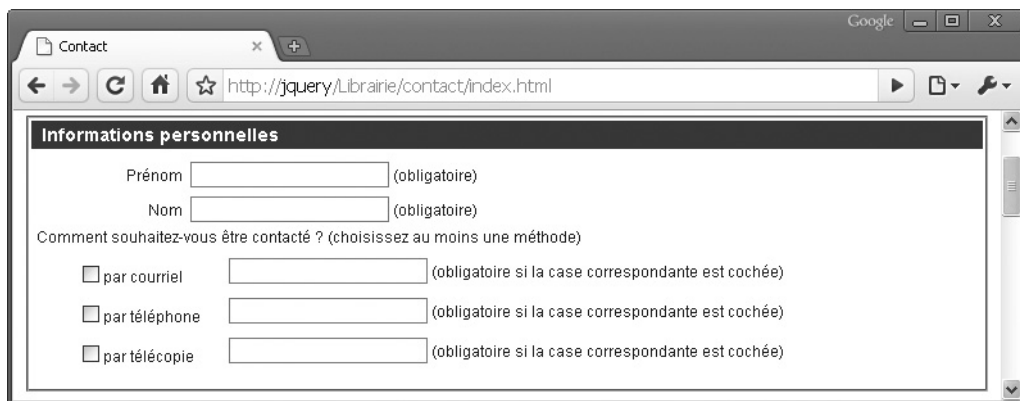 Google
Contact
http://jquery/Librairie/contact/index.html
Informations personnelles
Prénom (obligatoire)
Nom (obligatoire)
Comment souhaitez-vous être contacté ? (choisissez au moins une méthode)
par courriel (obligatoire si la case correspondante est cochée)
par téléphone (obligatoire si la case correspondante est cochée)
par télécopie (obligatoire si la case correspondante est cochée)